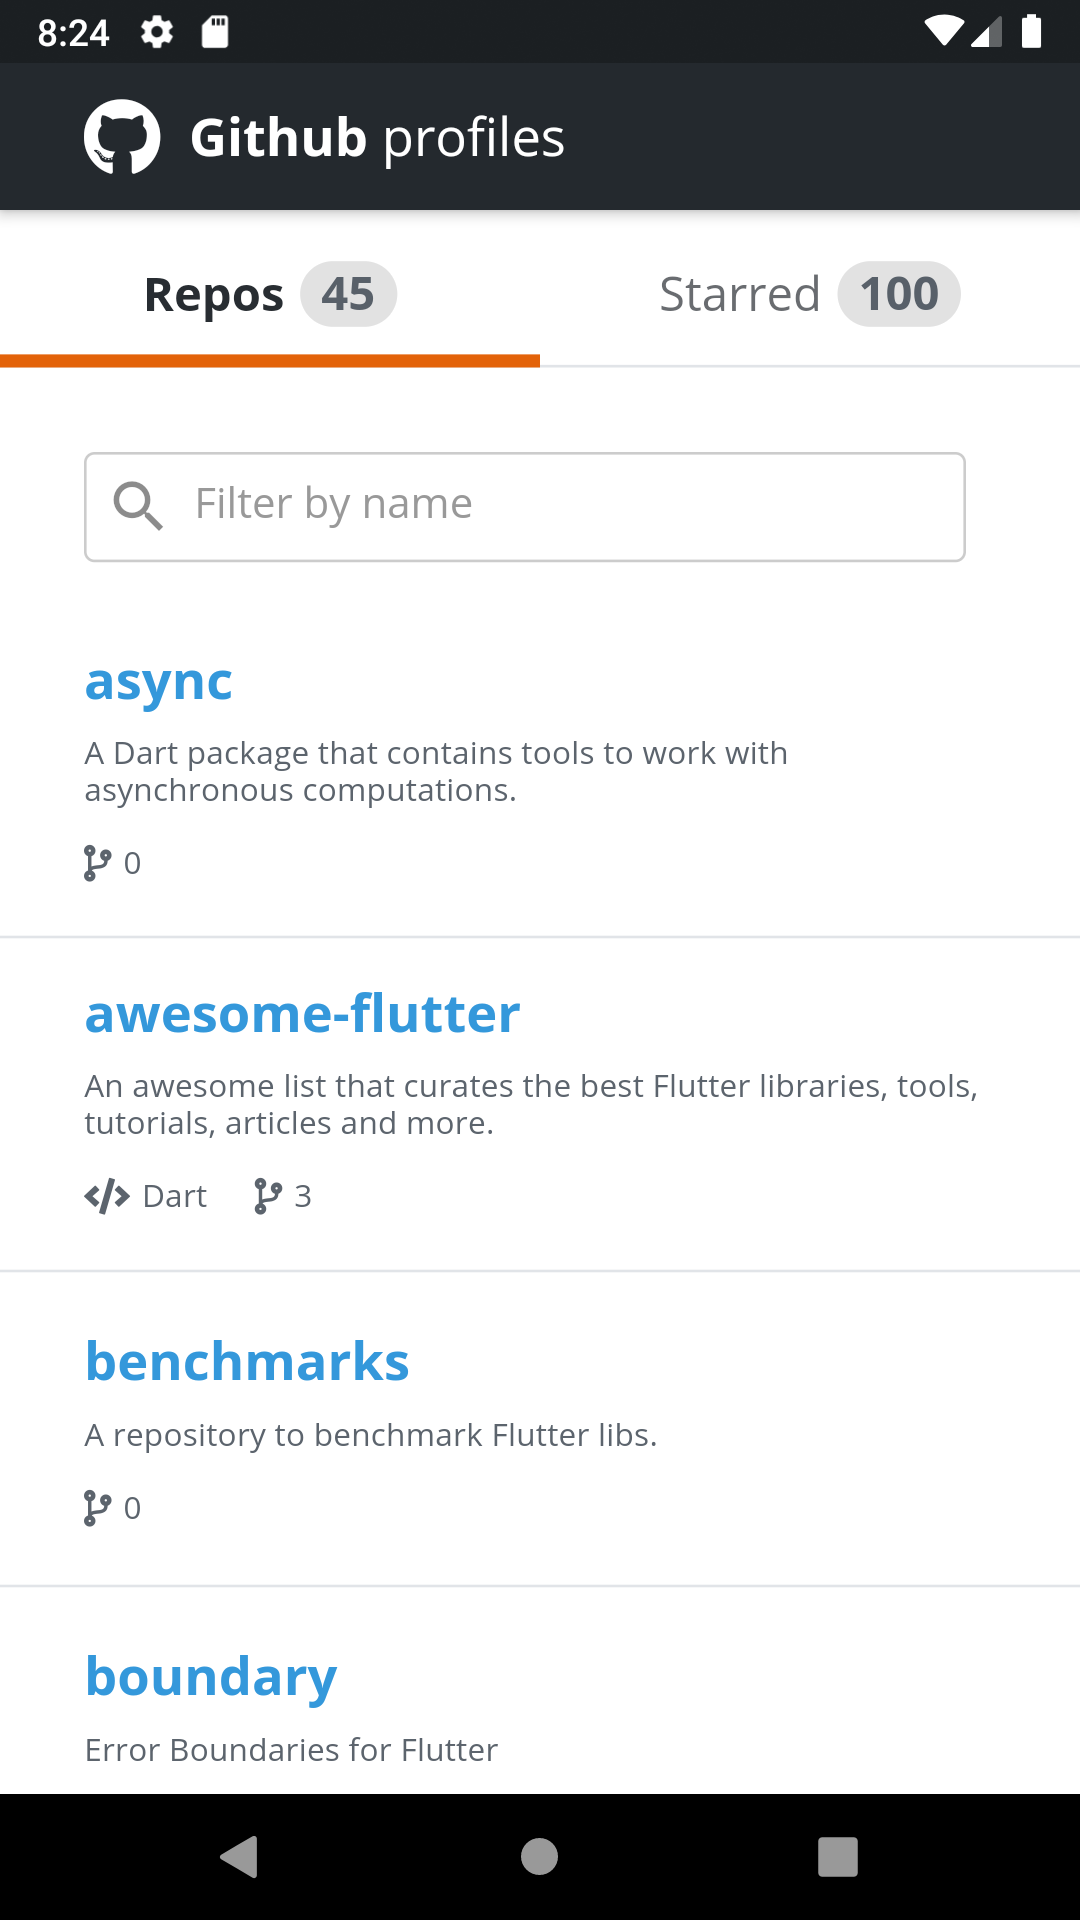 8:24
Github profiles
Repos 45
Starred 100
Filter by name
async
A Dart package that contains tools to work with
asynchronous computations.
0
awesome-flutter
An awesome list that curates the best Flutter libraries, tools,
tutorials, articles and more.
Dart 3
benchmarks
A repository to benchmark Flutter libs.
0
boundary
Error Boundaries for Flutter